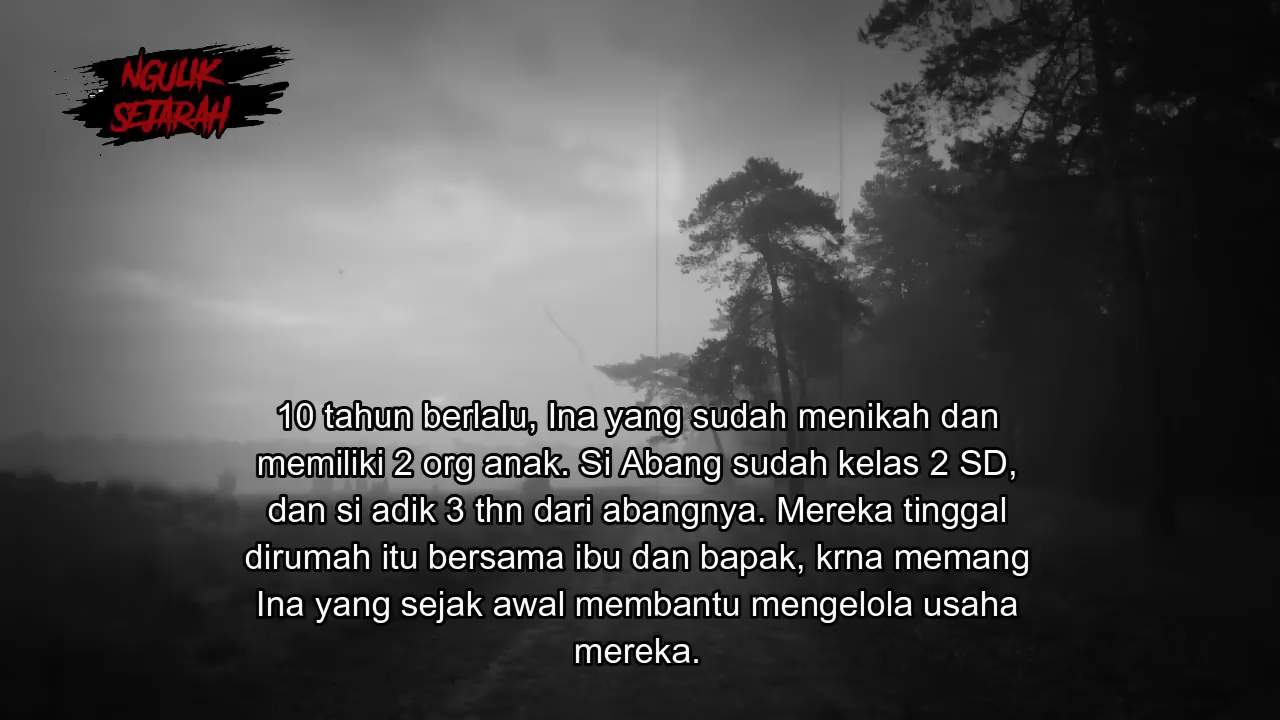 NGULIK
SEJARAH
10 tahun berlalu, Ina yang sudah menikah dan
memiliki 2 org anak. Si Abang sudah kelas 2 SD,
dan si adik 3 thn dari abangnya. Mereka tinggal
dirumah itu bersama ibu dan bapak, krna memang
Ina yang sejak awal membantu mengelola usaha
mereka.